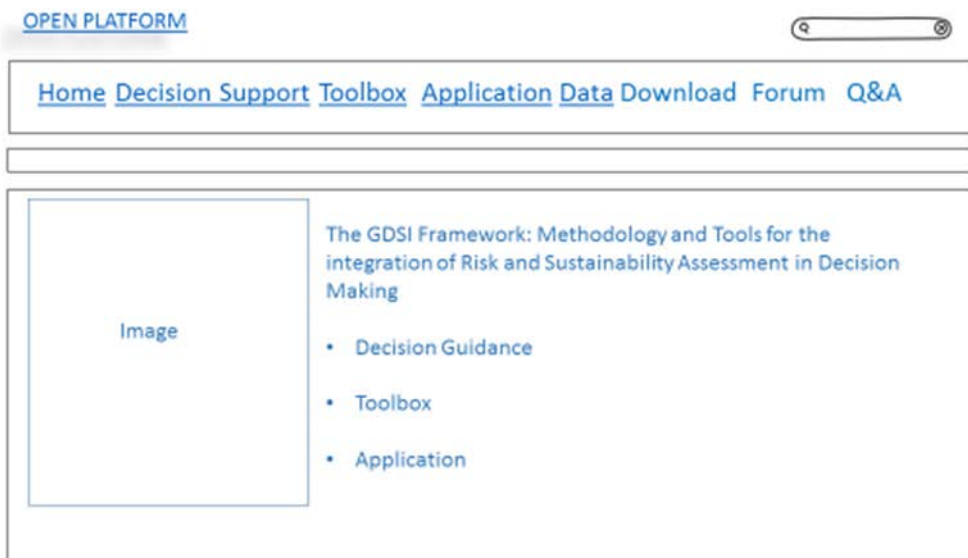 OPEN PLATFORM
Home Decision Support Toolbox Application Data Download Forum Q&A
The GDSI Framework: Methodology and Tools for the
integration of Risk and Sustainability Assessment in Decision
Making
Image
• Decision Guidance
• Toolbox
• Application